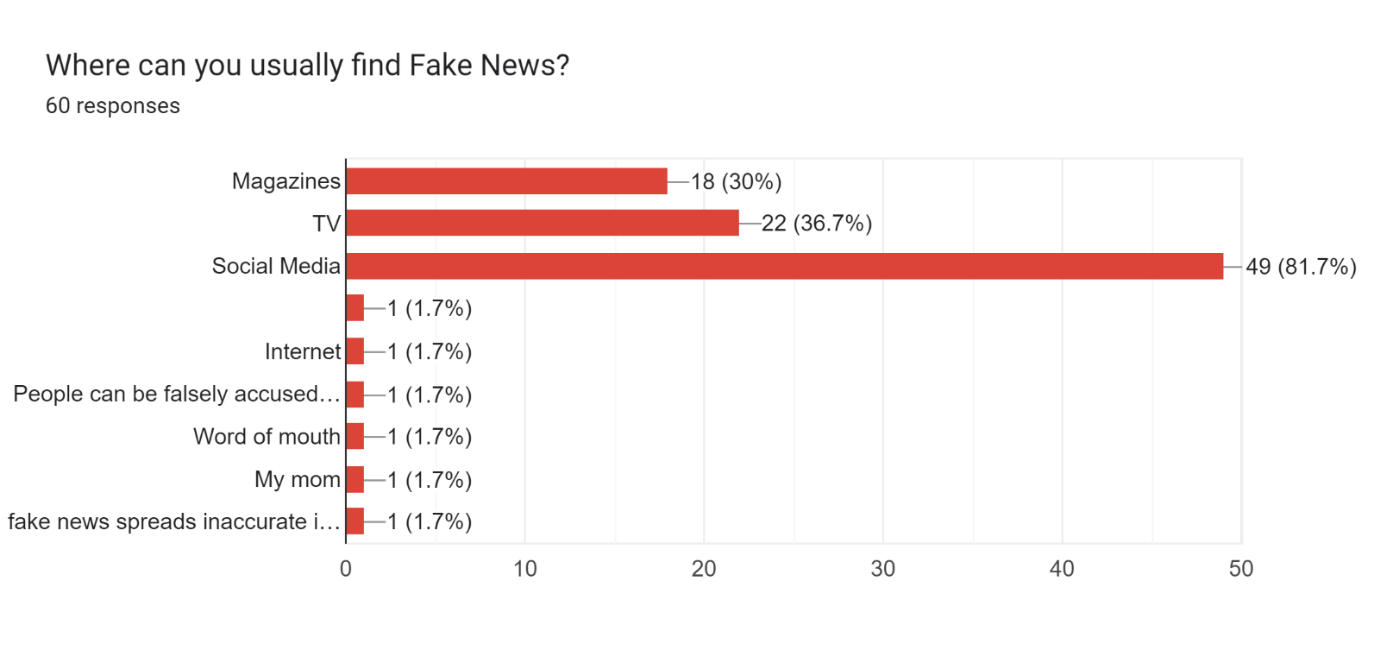 Where can you usually find Fake News?
60 responses
Magazines 18 (30%)
TV 22 (36.7%)
Social Media 49 (81.7%)
1 (1.7%)
Internet 1 (1.7%)
People can be falsely accused… 1 (1.7%)
Word of mouth 1 (1.7%)
My mom 1 (1.7%)
fake news spreads inaccurate i… 1 (1.7%)
0 10 20 30 40 50